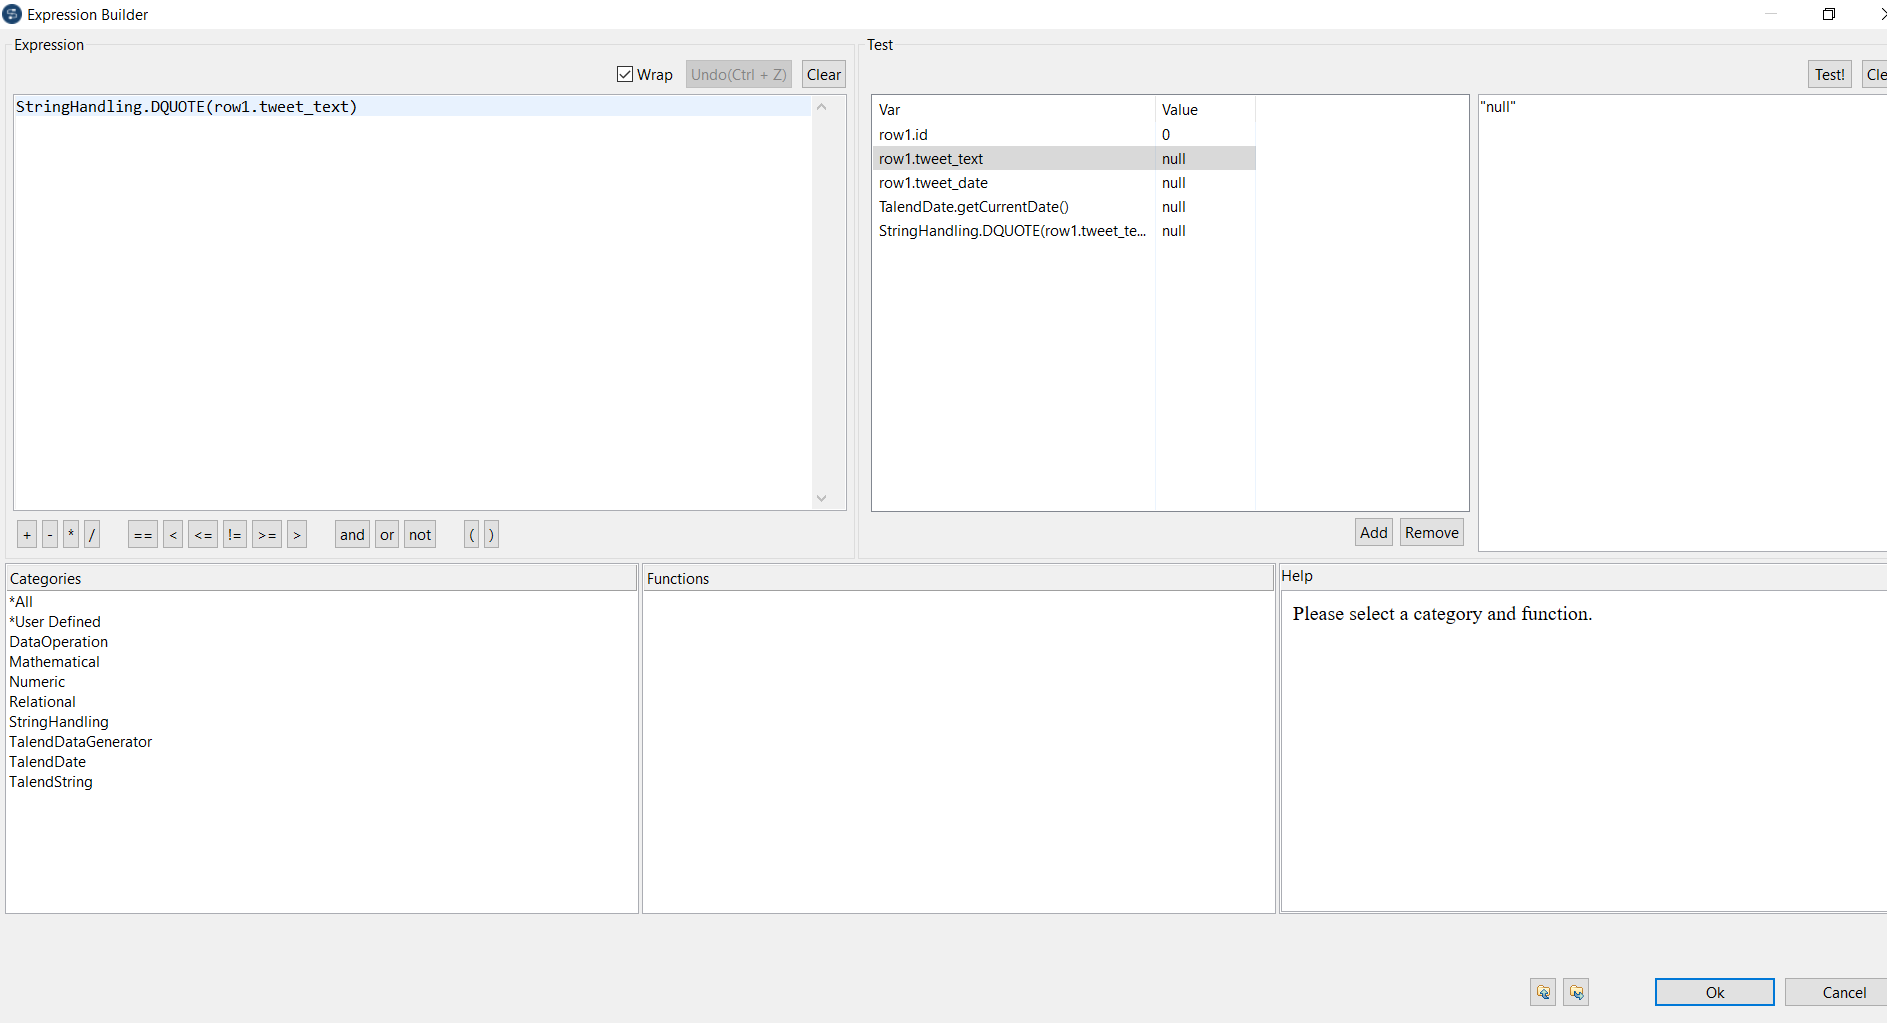 Expression Builder
Expression
Wrap
Undo(Ctrl + Z)
Clear
StringHandling.DQUOTE(row1.tweet_text)
+ - * / == < <= != >= > and or not ( )
Test
Test!
Cle
Var Value
row1.id 0
row1.tweet_text null
row1.tweet_date null
TalendDate.getCurrentDate() null
StringHandling.DQUOTE(row1.tweet_te... null
"null"
Add
Remove
Categories
*All
*User Defined
DataOperation
Mathematical
Numeric
Relational
StringHandling
TalendDataGenerator
TalendDate
TalendString
Functions
Help
Please select a category and function.
Ok
Cancel